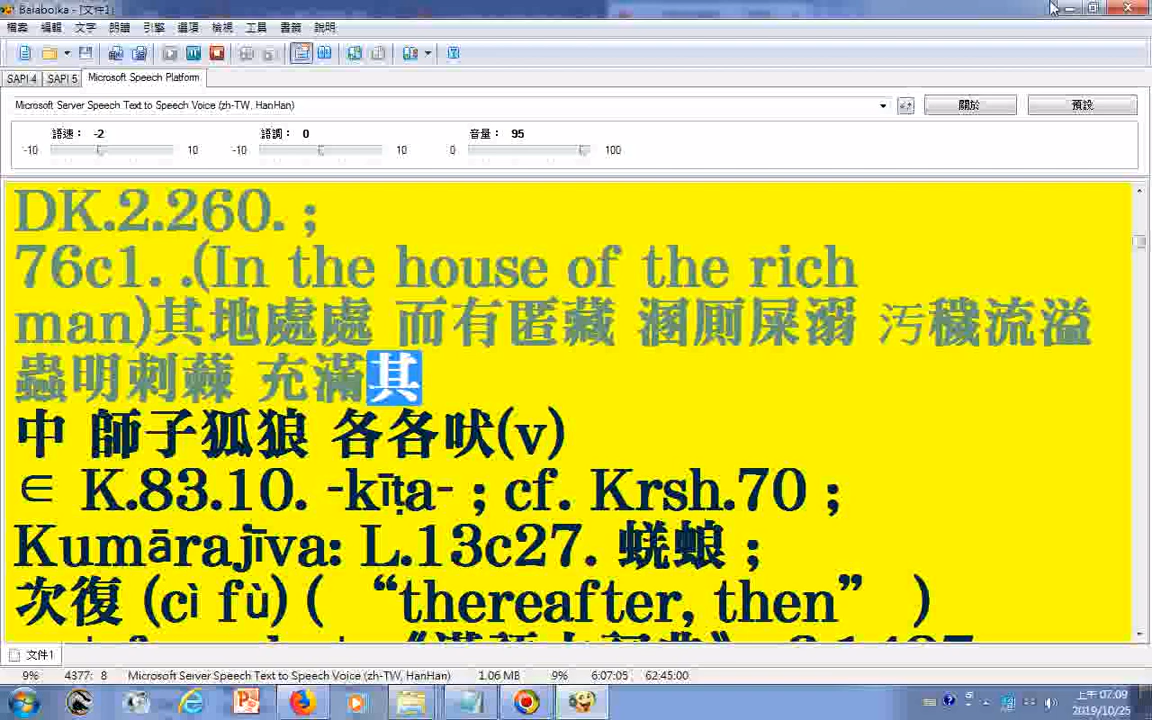 Balabolka - [文件1]
檔案 編輯 文字 朗讀 引擎 選項 檢視 工具 書籤 說明
SAPI 4 SAPI 5 Microsoft Speech Platform
Microsoft Server Speech Text to Speech Voice (zh-TW, HanHan) 關於 預設
語速： -2 語調： 0 音量： 95
-10 10 -10 10 0 100
DK.2.260. ;
76c1. .(In the house of the rich
man)其地處處 而有匿藏 溷厠屎溺 汚穢流溢
蟲明刺蕀 充滿其
中 師子狐狼 各各吠(v)
∈ K.83.10. -kīṭa- ; cf. Krsh.70 ;
Kumārajīva: L.13c27. 蜣蜋 ;
次復 (cì fù) ( “thereafter, then” )
文件1
9% 4377: 8 Microsoft Server Speech Text to Speech Voice (zh-TW, HanHan) 1.06 MB 9% 6:07:05 62:45:00
上午 07:09
2019/10/25